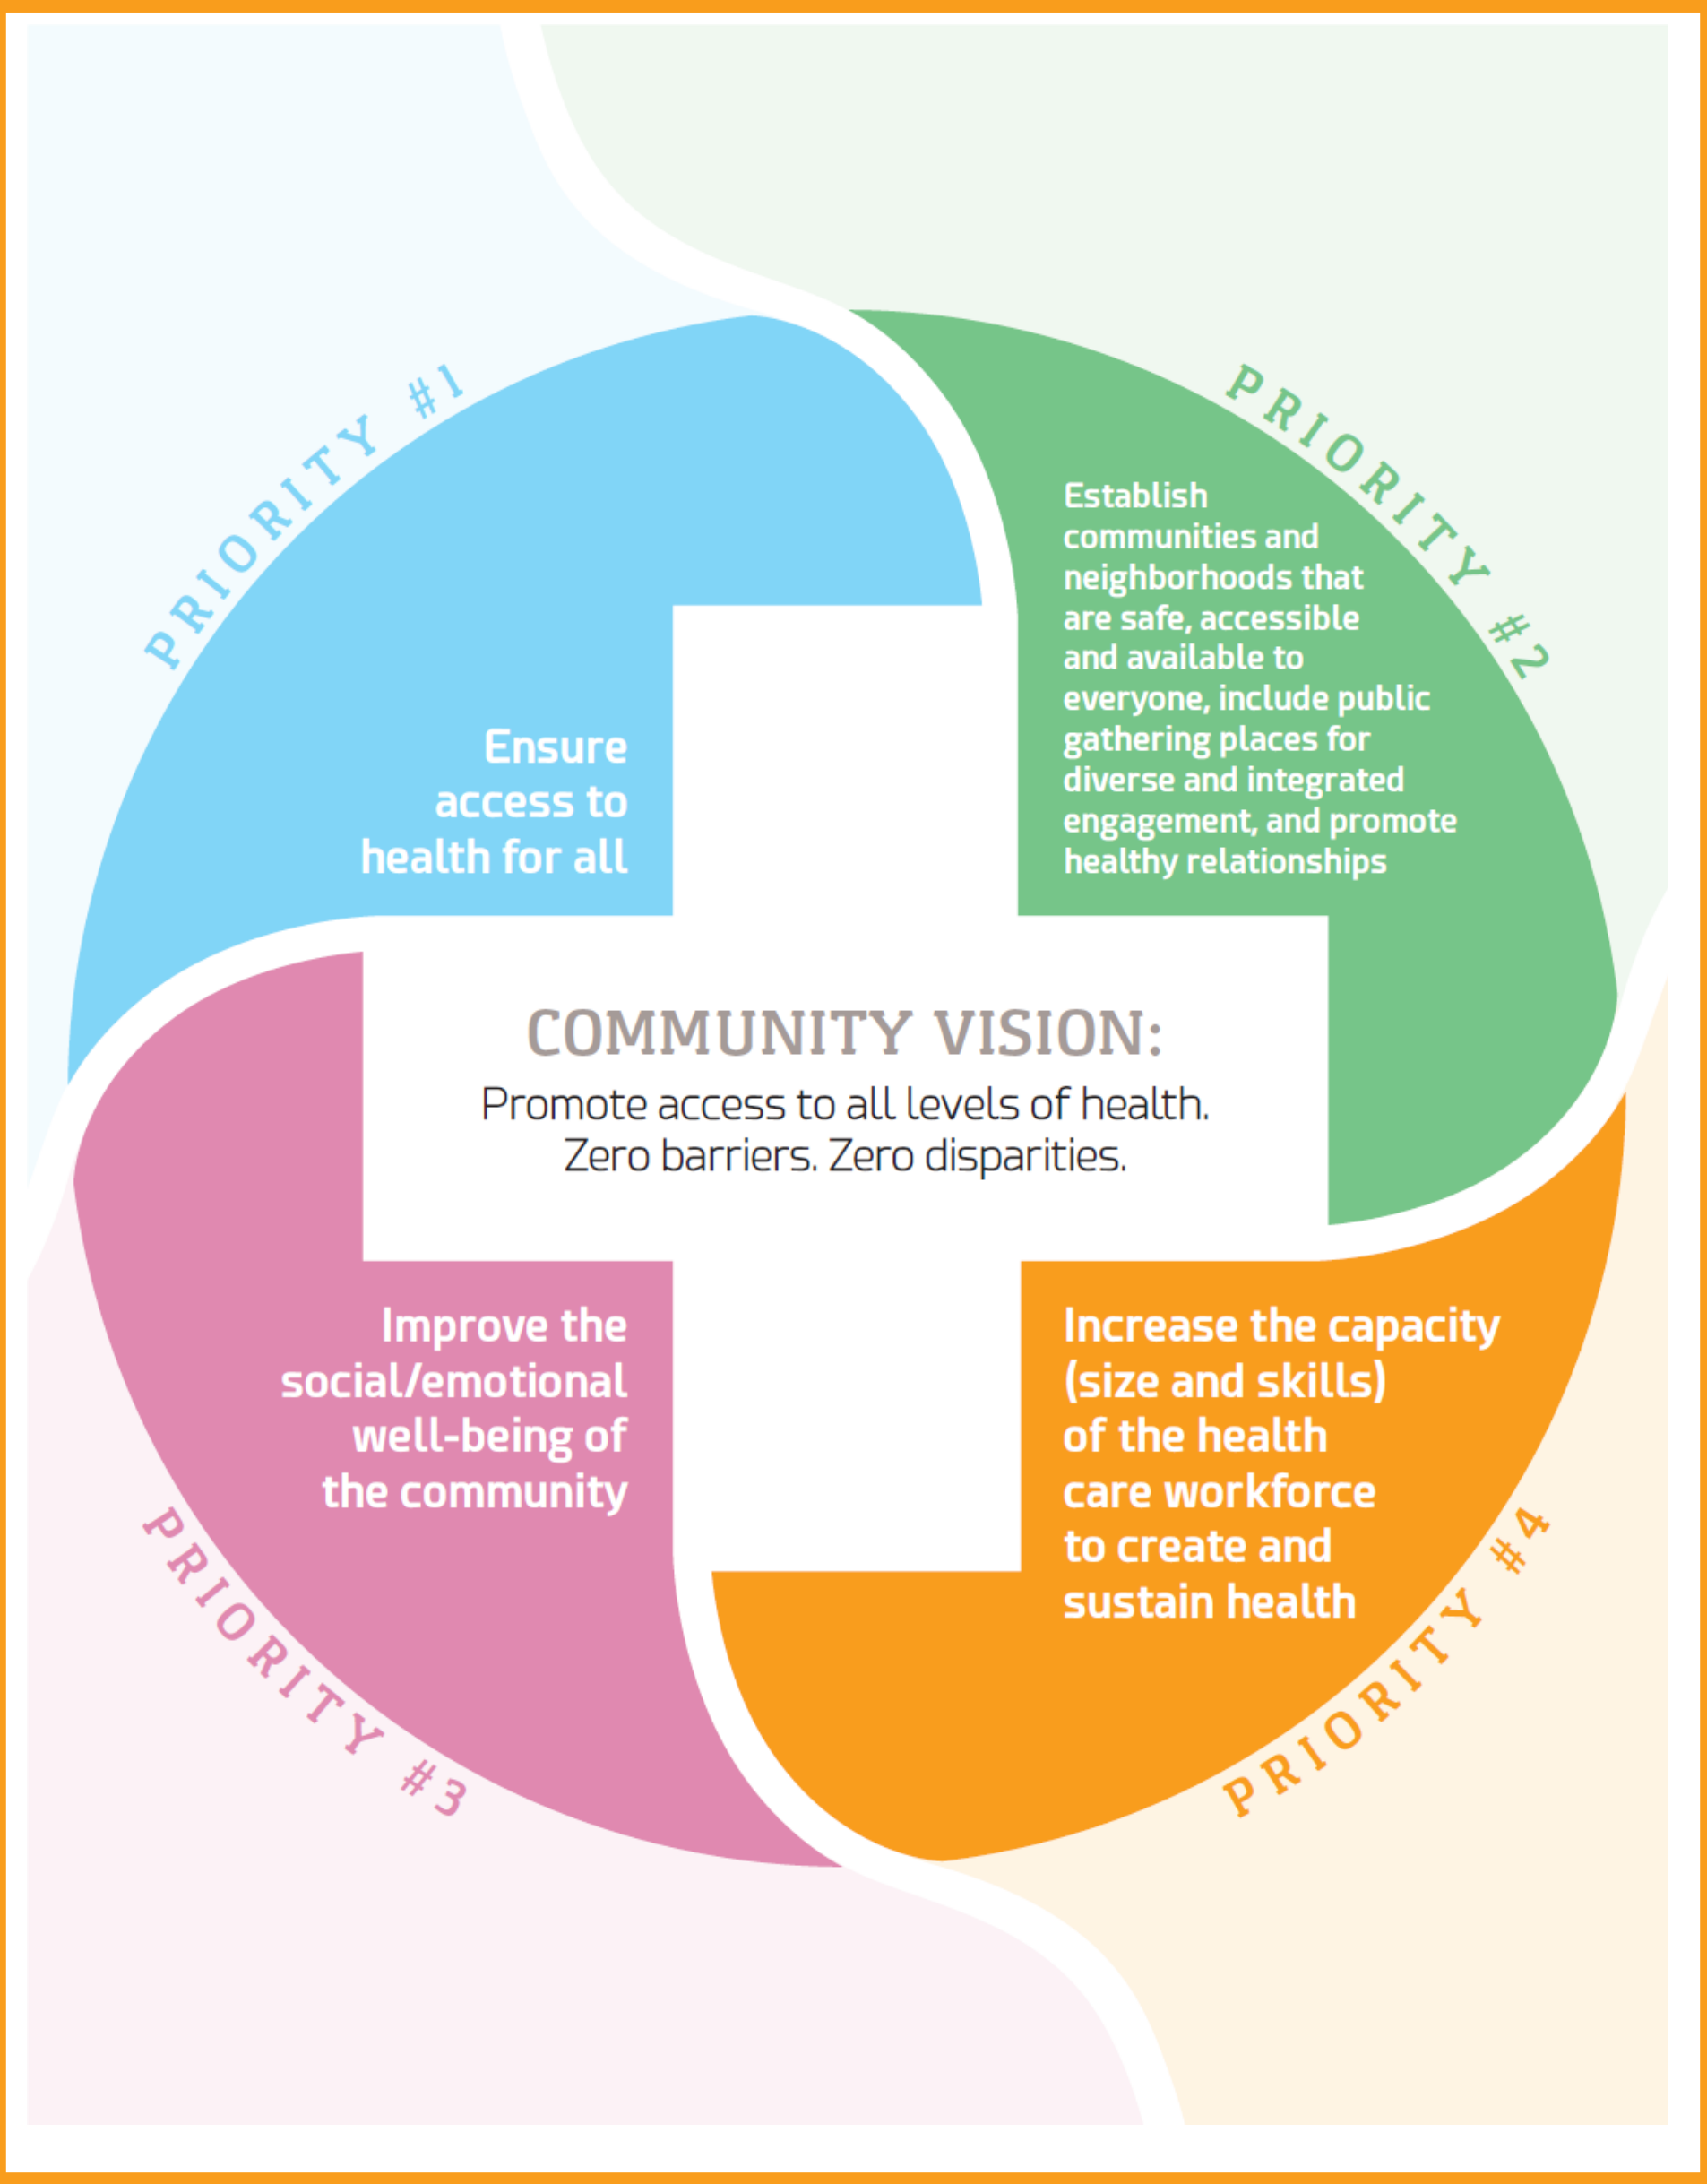 PRIORITY #1
Ensure
access to
health for all
PRIORITY #2
Establish
communities and
neighborhoods that
are safe, accessible
and available to
everyone, include public
gathering places for
diverse and integrated
engagement, and promote
healthy relationships
COMMUNITY VISION:
Promote access to all levels of health.
Zero barriers. Zero disparities.
Improve the
social/emotional
well-being of
the community
PRIORITY #3
Increase the capacity
(size and skills)
of the health
care workforce
to create and
sustain health
PRIORITY #4